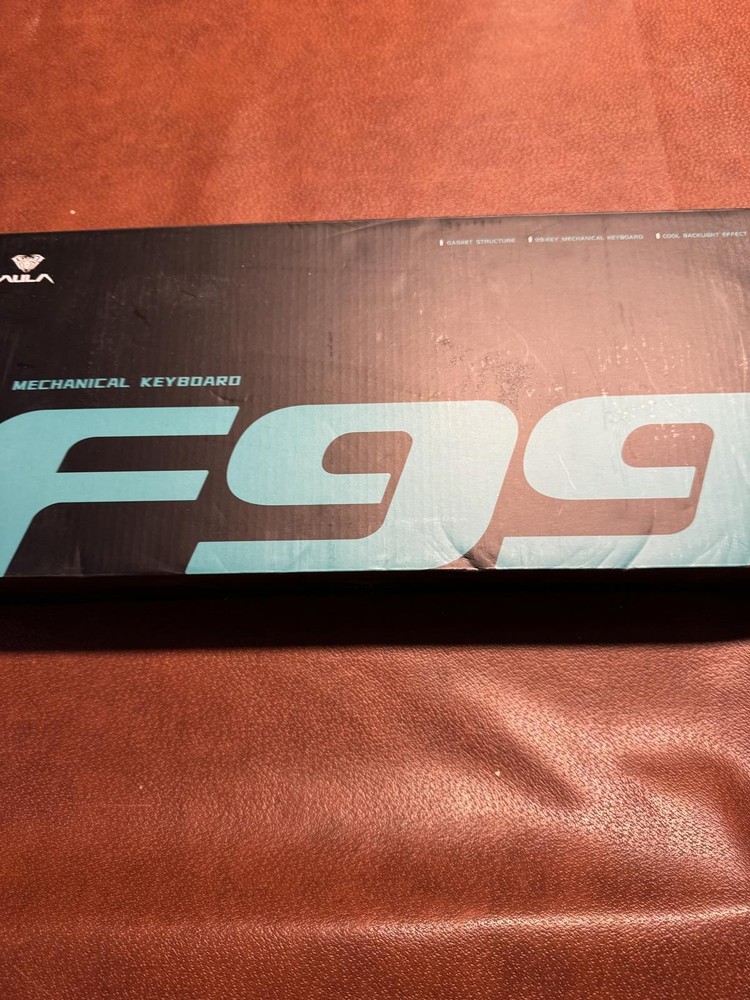 GASKET STRUCTURE 99-KEY MECHANICAL KEYBOARD COOL BACKLIGHT EFFECT
AULA
MECHANICAL KEYBOARD
F99